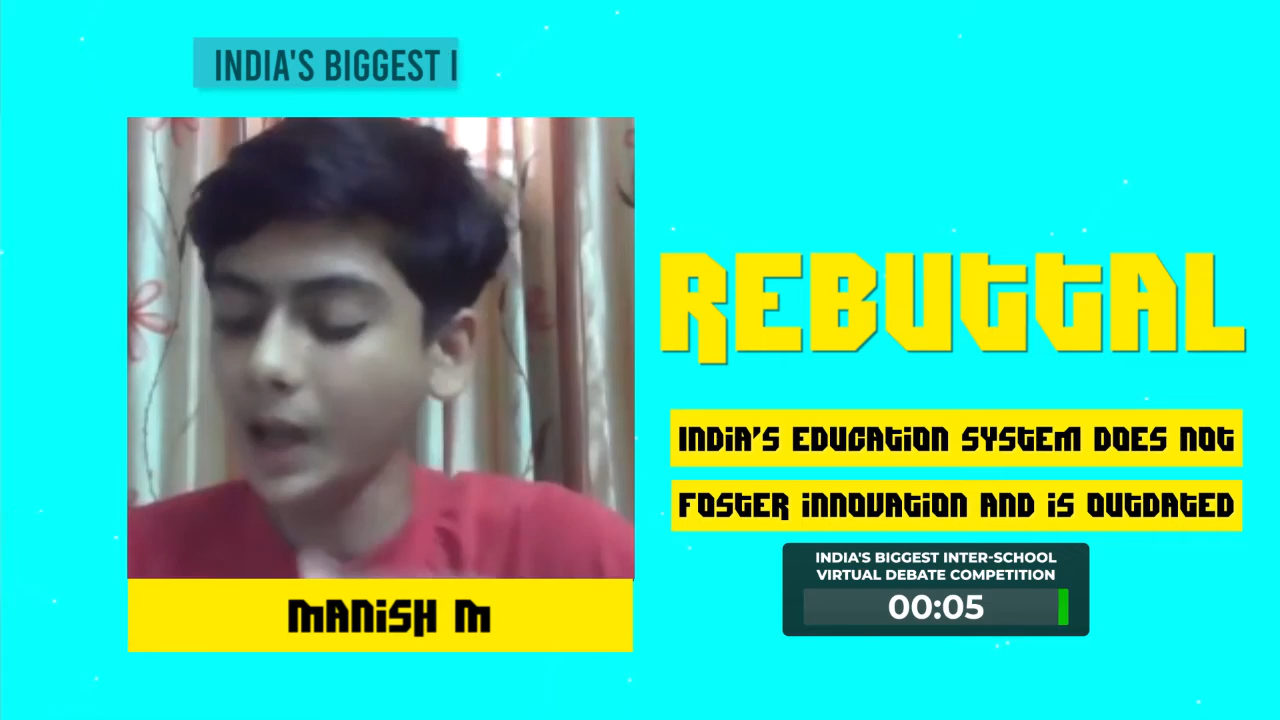 INDIA'S BIGGEST I
REBUTTAL
INDIA'S EDUCATION SYSTEM DOES NOT
FOSTER INNOVATION AND IS OUTDATED
INDIA'S BIGGEST INTER-SCHOOL
VIRTUAL DEBATE COMPETITION
00:05
MANISH M